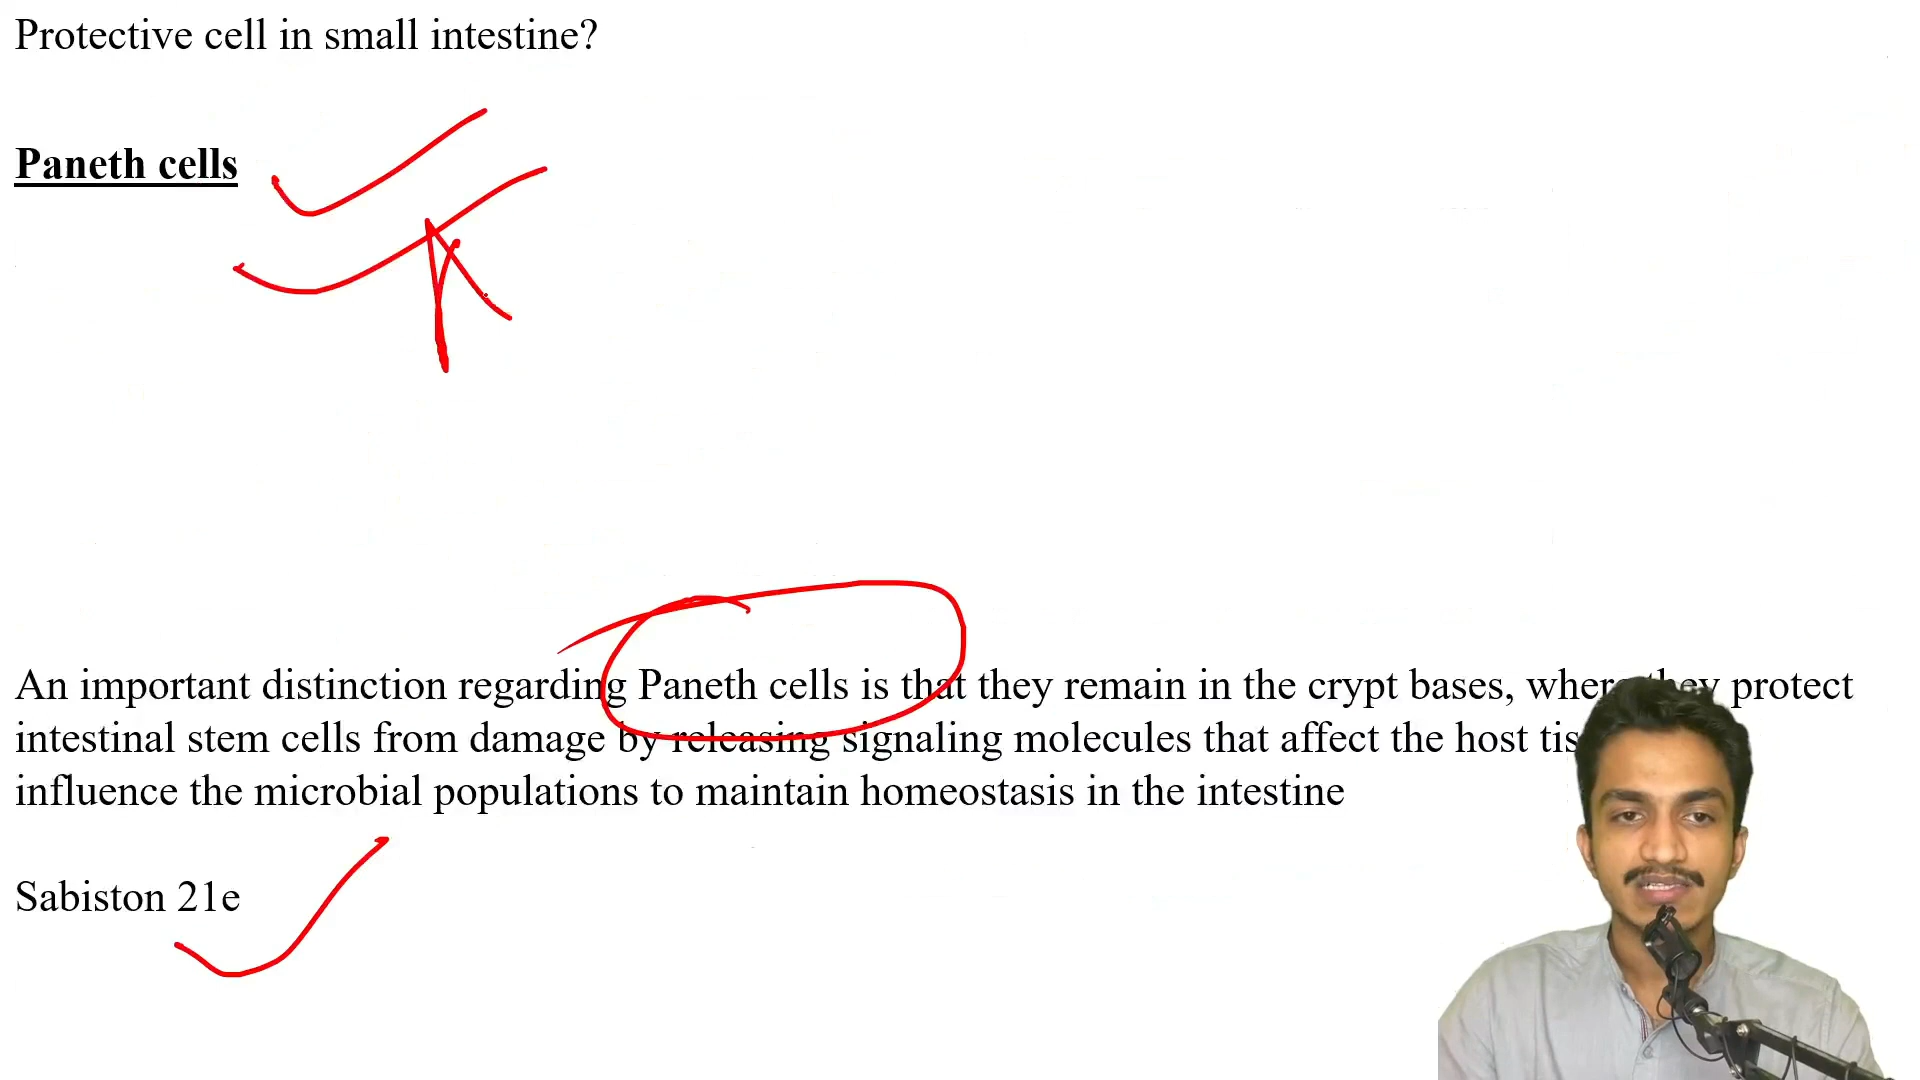 Protective cell in small intestine?
Paneth cells
An important distinction regarding Paneth cells is that they remain in the crypt bases, where they protect
intestinal stem cells from damage by releasing signaling molecules that affect the host
influence the microbial populations to maintain homeostasis in the intestine
Sabiston 21e